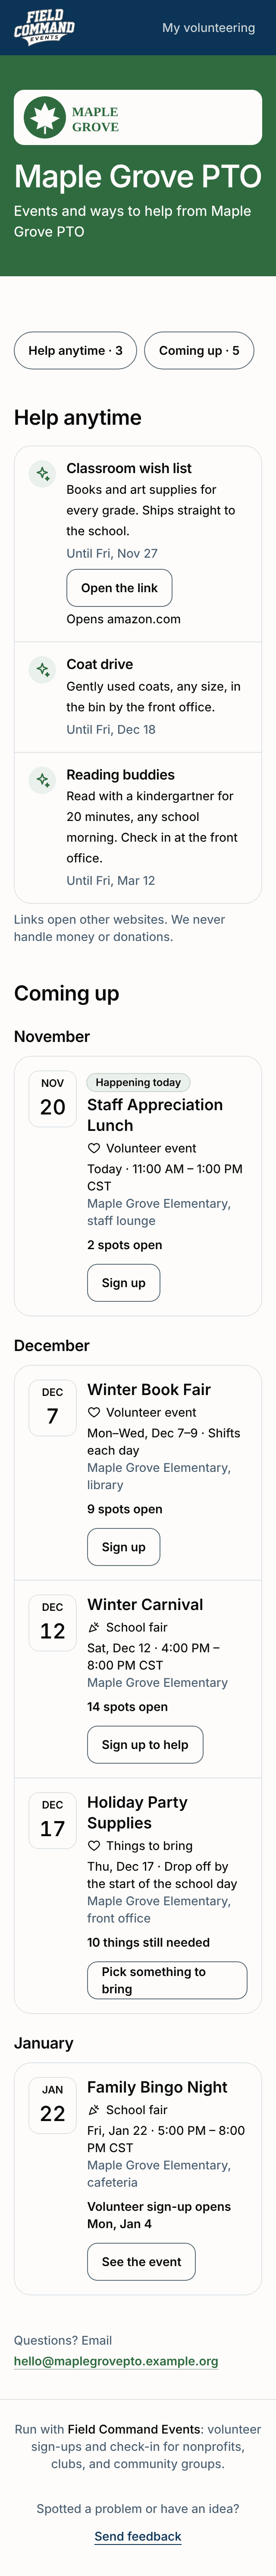 FIELD
COMMAND
EVENTS
My volunteering
MAPLE
GROVE
Maple Grove PTO
Events and ways to help from Maple
Grove PTO
Help anytime · 3
Coming up · 5
Help anytime
Classroom wish list
Books and art supplies for
every grade. Ships straight to
the school.
Until Fri, Nov 27
Open the link
Opens amazon.com
Coat drive
Gently used coats, any size, in
the bin by the front office.
Until Fri, Dec 18
Reading buddies
Read with a kindergartner for
20 minutes, any school
morning. Check in at the front
office.
Until Fri, Mar 12
Links open other websites. We never
handle money or donations.
Coming up
November
NOV
20
Happening today
Staff Appreciation
Lunch
Volunteer event
Today · 11:00 AM – 1:00 PM
CST
Maple Grove Elementary,
staff lounge
2 spots open
Sign up
December
DEC
7
Winter Book Fair
Volunteer event
Mon–Wed, Dec 7–9 · Shifts
each day
Maple Grove Elementary,
library
9 spots open
Sign up
DEC
12
Winter Carnival
School fair
Sat, Dec 12 · 4:00 PM –
8:00 PM CST
Maple Grove Elementary
14 spots open
Sign up to help
DEC
17
Holiday Party
Supplies
Things to bring
Thu, Dec 17 · Drop off by
the start of the school day
Maple Grove Elementary,
front office
10 things still needed
Pick something to
bring
January
JAN
22
Family Bingo Night
School fair
Fri, Jan 22 · 5:00 PM – 8:00
PM CST
Maple Grove Elementary,
cafeteria
Volunteer sign-up opens
Mon, Jan 4
See the event
Questions? Email
hello@maplegrovepto.example.org
Run with Field Command Events: volunteer
sign-ups and check-in for nonprofits,
clubs, and community groups.
Spotted a problem or have an idea?
Send feedback